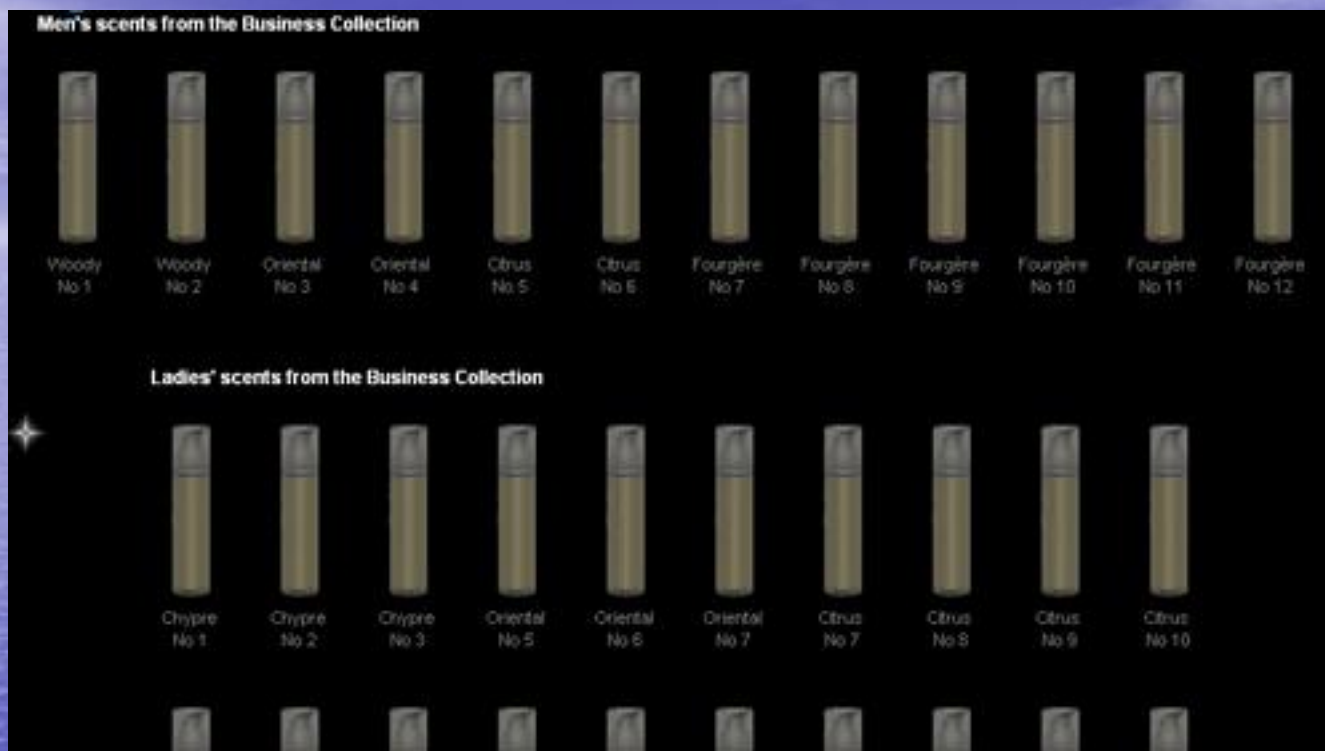 Men's scents from the Business Collection
Woody Woody Oriental Oriental Citrus Citrus Fourgère Fourgère Fourgère Fourgère Fourgère Fourgère
No 1 No 2 No 3 No 4 No 5 No 6 No 7 No 8 No 9 No 10 No 11 No 12
Ladies' scents from the Business Collection
Chypre Chypre Chypre Oriental Oriental Oriental Citrus Citrus Citrus Citrus
No 1 No 2 No 3 No 5 No 6 No 7 No 7 No 8 No 9 No 10